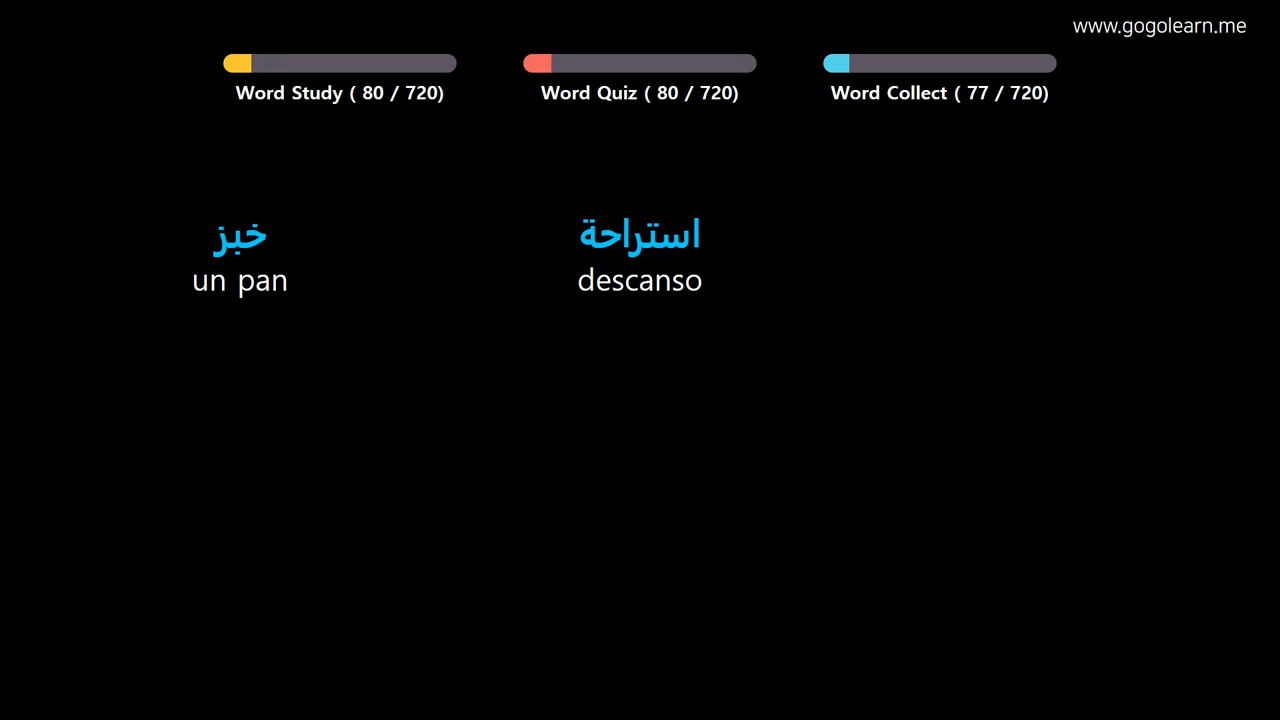 www.gogolearn.me
Word Study ( 80 / 720)
Word Quiz ( 80 / 720)
Word Collect ( 77 / 720)
خبز
un pan
استراحة
descanso